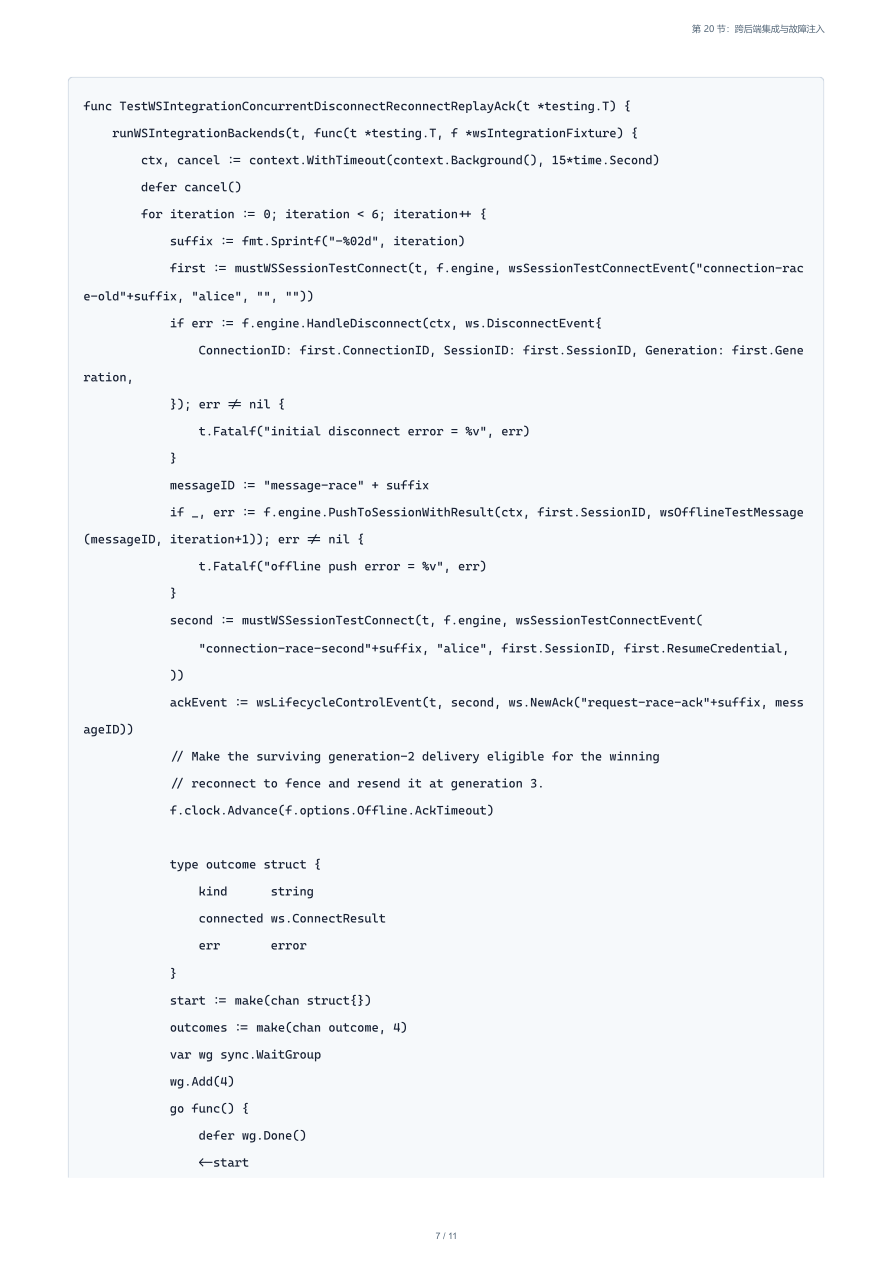 第 20 节：跨后端集成与故障注入
func TestWSIntegrationConcurrentDisconnectReconnectReplayAck(t *testing.T) {
    runWSIntegrationBackends(t, func(t *testing.T, f *wsIntegrationFixture) {
        ctx, cancel := context.WithTimeout(context.Background(), 15*time.Second)
        defer cancel()
        for iteration := 0; iteration < 6; iteration++ {
            suffix := fmt.Sprintf("-%02d", iteration)
            first := mustWSSessionTestConnect(t, f.engine, wsSessionTestConnectEvent("connection-rac
e-old"+suffix, "alice", "", ""))
            if err := f.engine.HandleDisconnect(ctx, ws.DisconnectEvent{
                ConnectionID: first.ConnectionID, SessionID: first.SessionID, Generation: first.Gene
ration,
            }); err != nil {
                t.Fatalf("initial disconnect error = %v", err)
            }
            messageID := "message-race" + suffix
            if _, err := f.engine.PushToSessionWithResult(ctx, first.SessionID, wsOfflineTestMessage
(messageID, iteration+1)); err != nil {
                t.Fatalf("offline push error = %v", err)
            }
            second := mustWSSessionTestConnect(t, f.engine, wsSessionTestConnectEvent(
                "connection-race-second"+suffix, "alice", first.SessionID, first.ResumeCredential,
            ))
            ackEvent := wsLifecycleControlEvent(t, second, ws.NewAck("request-race-ack"+suffix, mess
ageID))
            // Make the surviving generation-2 delivery eligible for the winning
            // reconnect to fence and resend it at generation 3.
            f.clock.Advance(f.options.Offline.AckTimeout)

            type outcome struct {
                kind      string
                connected ws.ConnectResult
                err       error
            }
            start := make(chan struct{})
            outcomes := make(chan outcome, 4)
            var wg sync.WaitGroup
            wg.Add(4)
            go func() {
                defer wg.Done()
                <-start
7 / 11